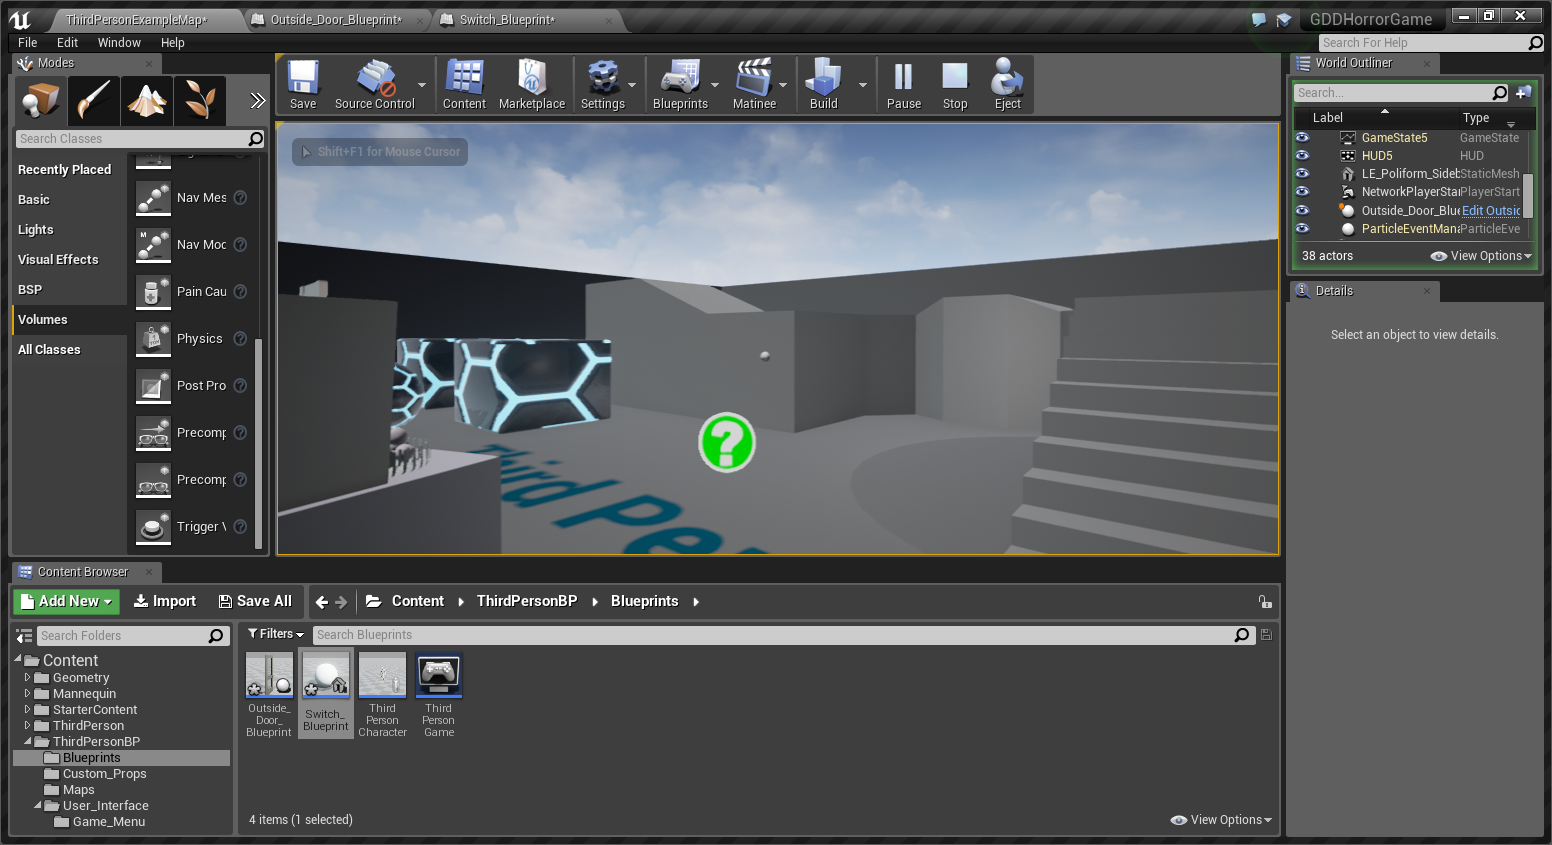 ThirdPersonExampleMap*
Outside_Door_Blueprint*
Switch_Blueprint*
GDDHorrorGame
File Edit Window Help
Search For Help
Modes
Search Classes
Recently Placed
Basic
Lights
Visual Effects
BSP
Volumes
All Classes
Nav Mes
Nav Moc
Pain Cau
Physics
Post Pro
Precomp
Precomp
Trigger V
Save
Source Control
Content
Marketplace
Settings
Blueprints
Matinee
Build
Pause
Stop
Eject
Shift+F1 for Mouse Cursor
?
Third Pe
World Outliner
Search...
Label Type
GameState5 GameState
HUD5 HUD
LE_Poliform_Sideb StaticMesh
NetworkPlayerStar PlayerStart
Outside_Door_Blue Edit Outsic
ParticleEventMana ParticleEve
38 actors
View Options
Details
Select an object to view details.
Content Browser
Add New
Import
Save All
Content
ThirdPersonBP
Blueprints
Search Folders
Filters
Search Blueprints
Content
Geometry
Mannequin
StarterContent
ThirdPerson
ThirdPersonBP
Blueprints
Custom_Props
Maps
User_Interface
Game_Menu
Outside_
Door_
Blueprint
Switch_
Blueprint
Third
Person
Character
Third
Person
Game
4 items (1 selected)
View Options